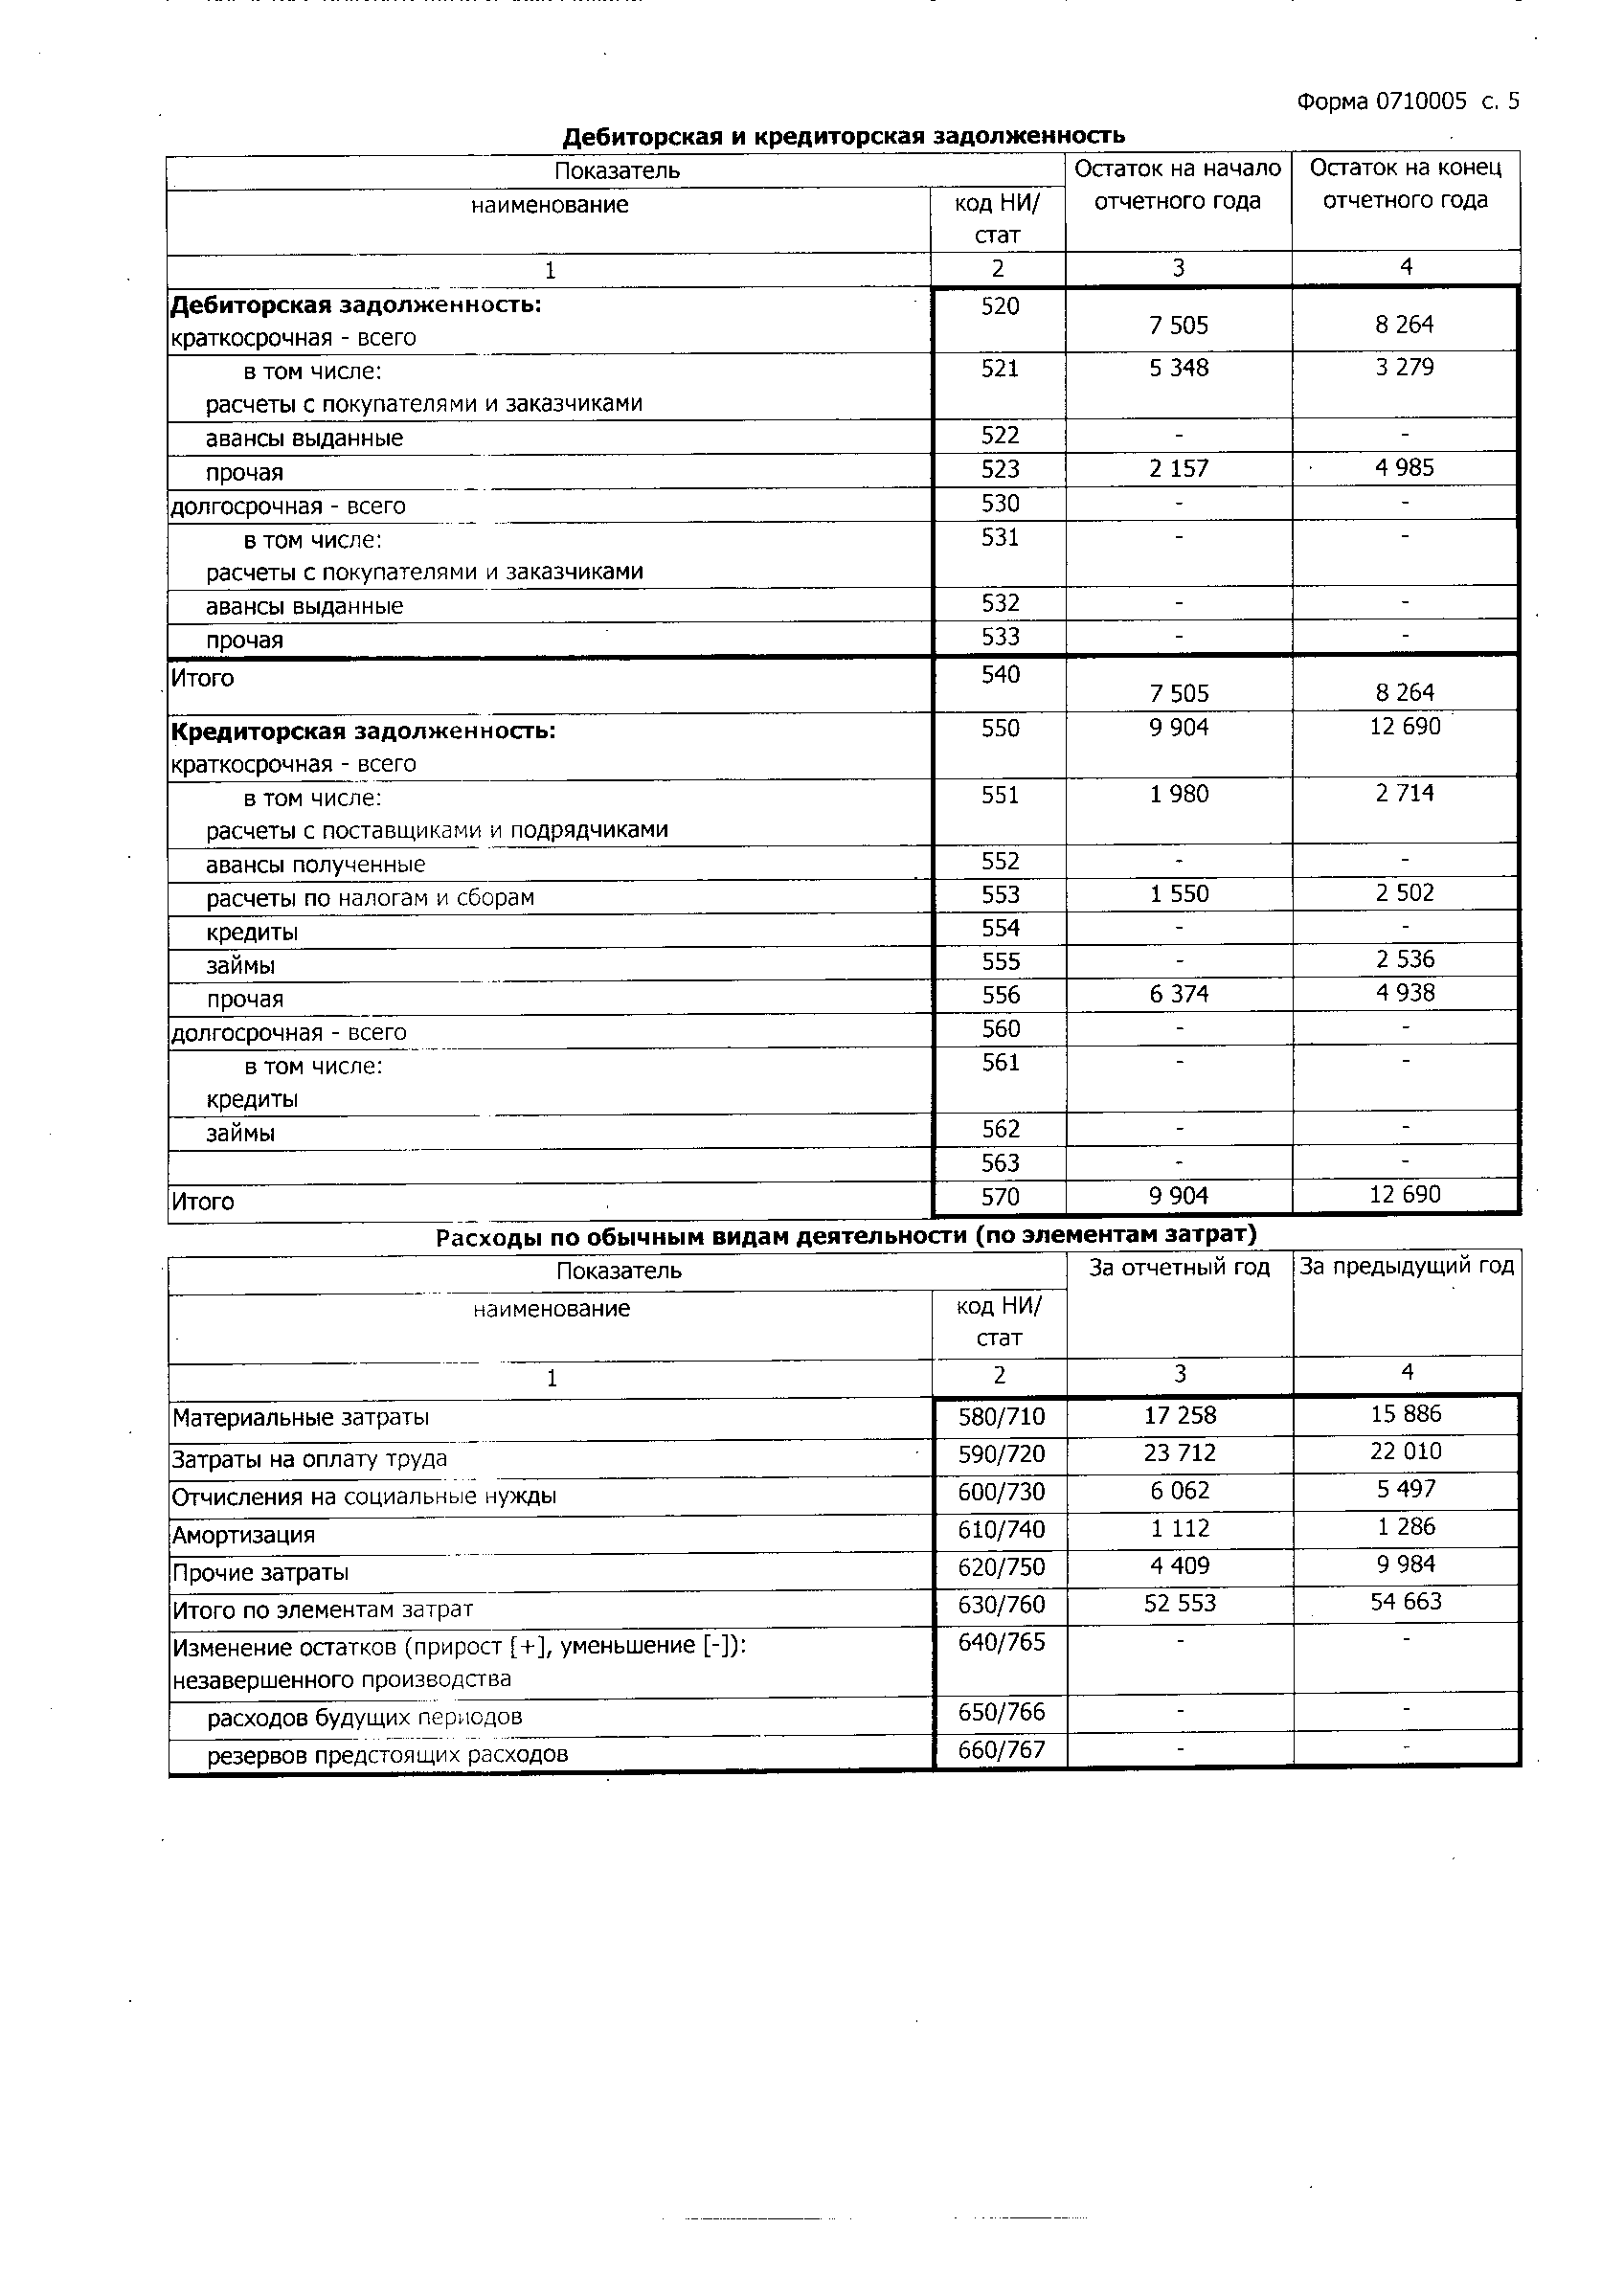 Форма 0710005 с. 5
Дебиторская и кредиторская задолженность
Показатель Остаток на начало отчетного года Остаток на конец отчетного года
наименование код НИ/стат
1 2 3 4
Дебиторская задолженность: 520
краткосрочная - всего 7 505 8 264
в том числе: 521 5 348 3 279
расчеты с покупателями и заказчиками
авансы выданные 522 - -
прочая 523 2 157 4 985
долгосрочная - всего 530 - -
в том числе: 531 - -
расчеты с покупателями и заказчиками
авансы выданные 532 - -
прочая 533 - -
Итого 540 7 505 8 264
Кредиторская задолженность: 550 9 904 12 690
краткосрочная - всего
в том числе: 551 1 980 2 714
расчеты с поставщиками и подрядчиками
авансы полученные 552 - -
расчеты по налогам и сборам 553 1 550 2 502
кредиты 554 - -
займы 555 - 2 536
прочая 556 6 374 4 938
долгосрочная - всего 560 - -
в том числе: 561 - -
кредиты
займы 562 - -
563 - -
Итого 570 9 904 12 690
Расходы по обычным видам деятельности (по элементам затрат)
Показатель За отчетный год За предыдущий год
наименование код НИ/стат
1 2 3 4
Материальные затраты 580/710 17 258 15 886
Затраты на оплату труда 590/720 23 712 22 010
Отчисления на социальные нужды 600/730 6 062 5 497
Амортизация 610/740 1 112 1 286
Прочие затраты 620/750 4 409 9 984
Итого по элементам затрат 630/760 52 553 54 663
Изменение остатков (прирост [+], уменьшение [-]): 640/765 - -
незавершенного производства
расходов будущих периодов 650/766 - -
резервов предстоящих расходов 660/767 - -